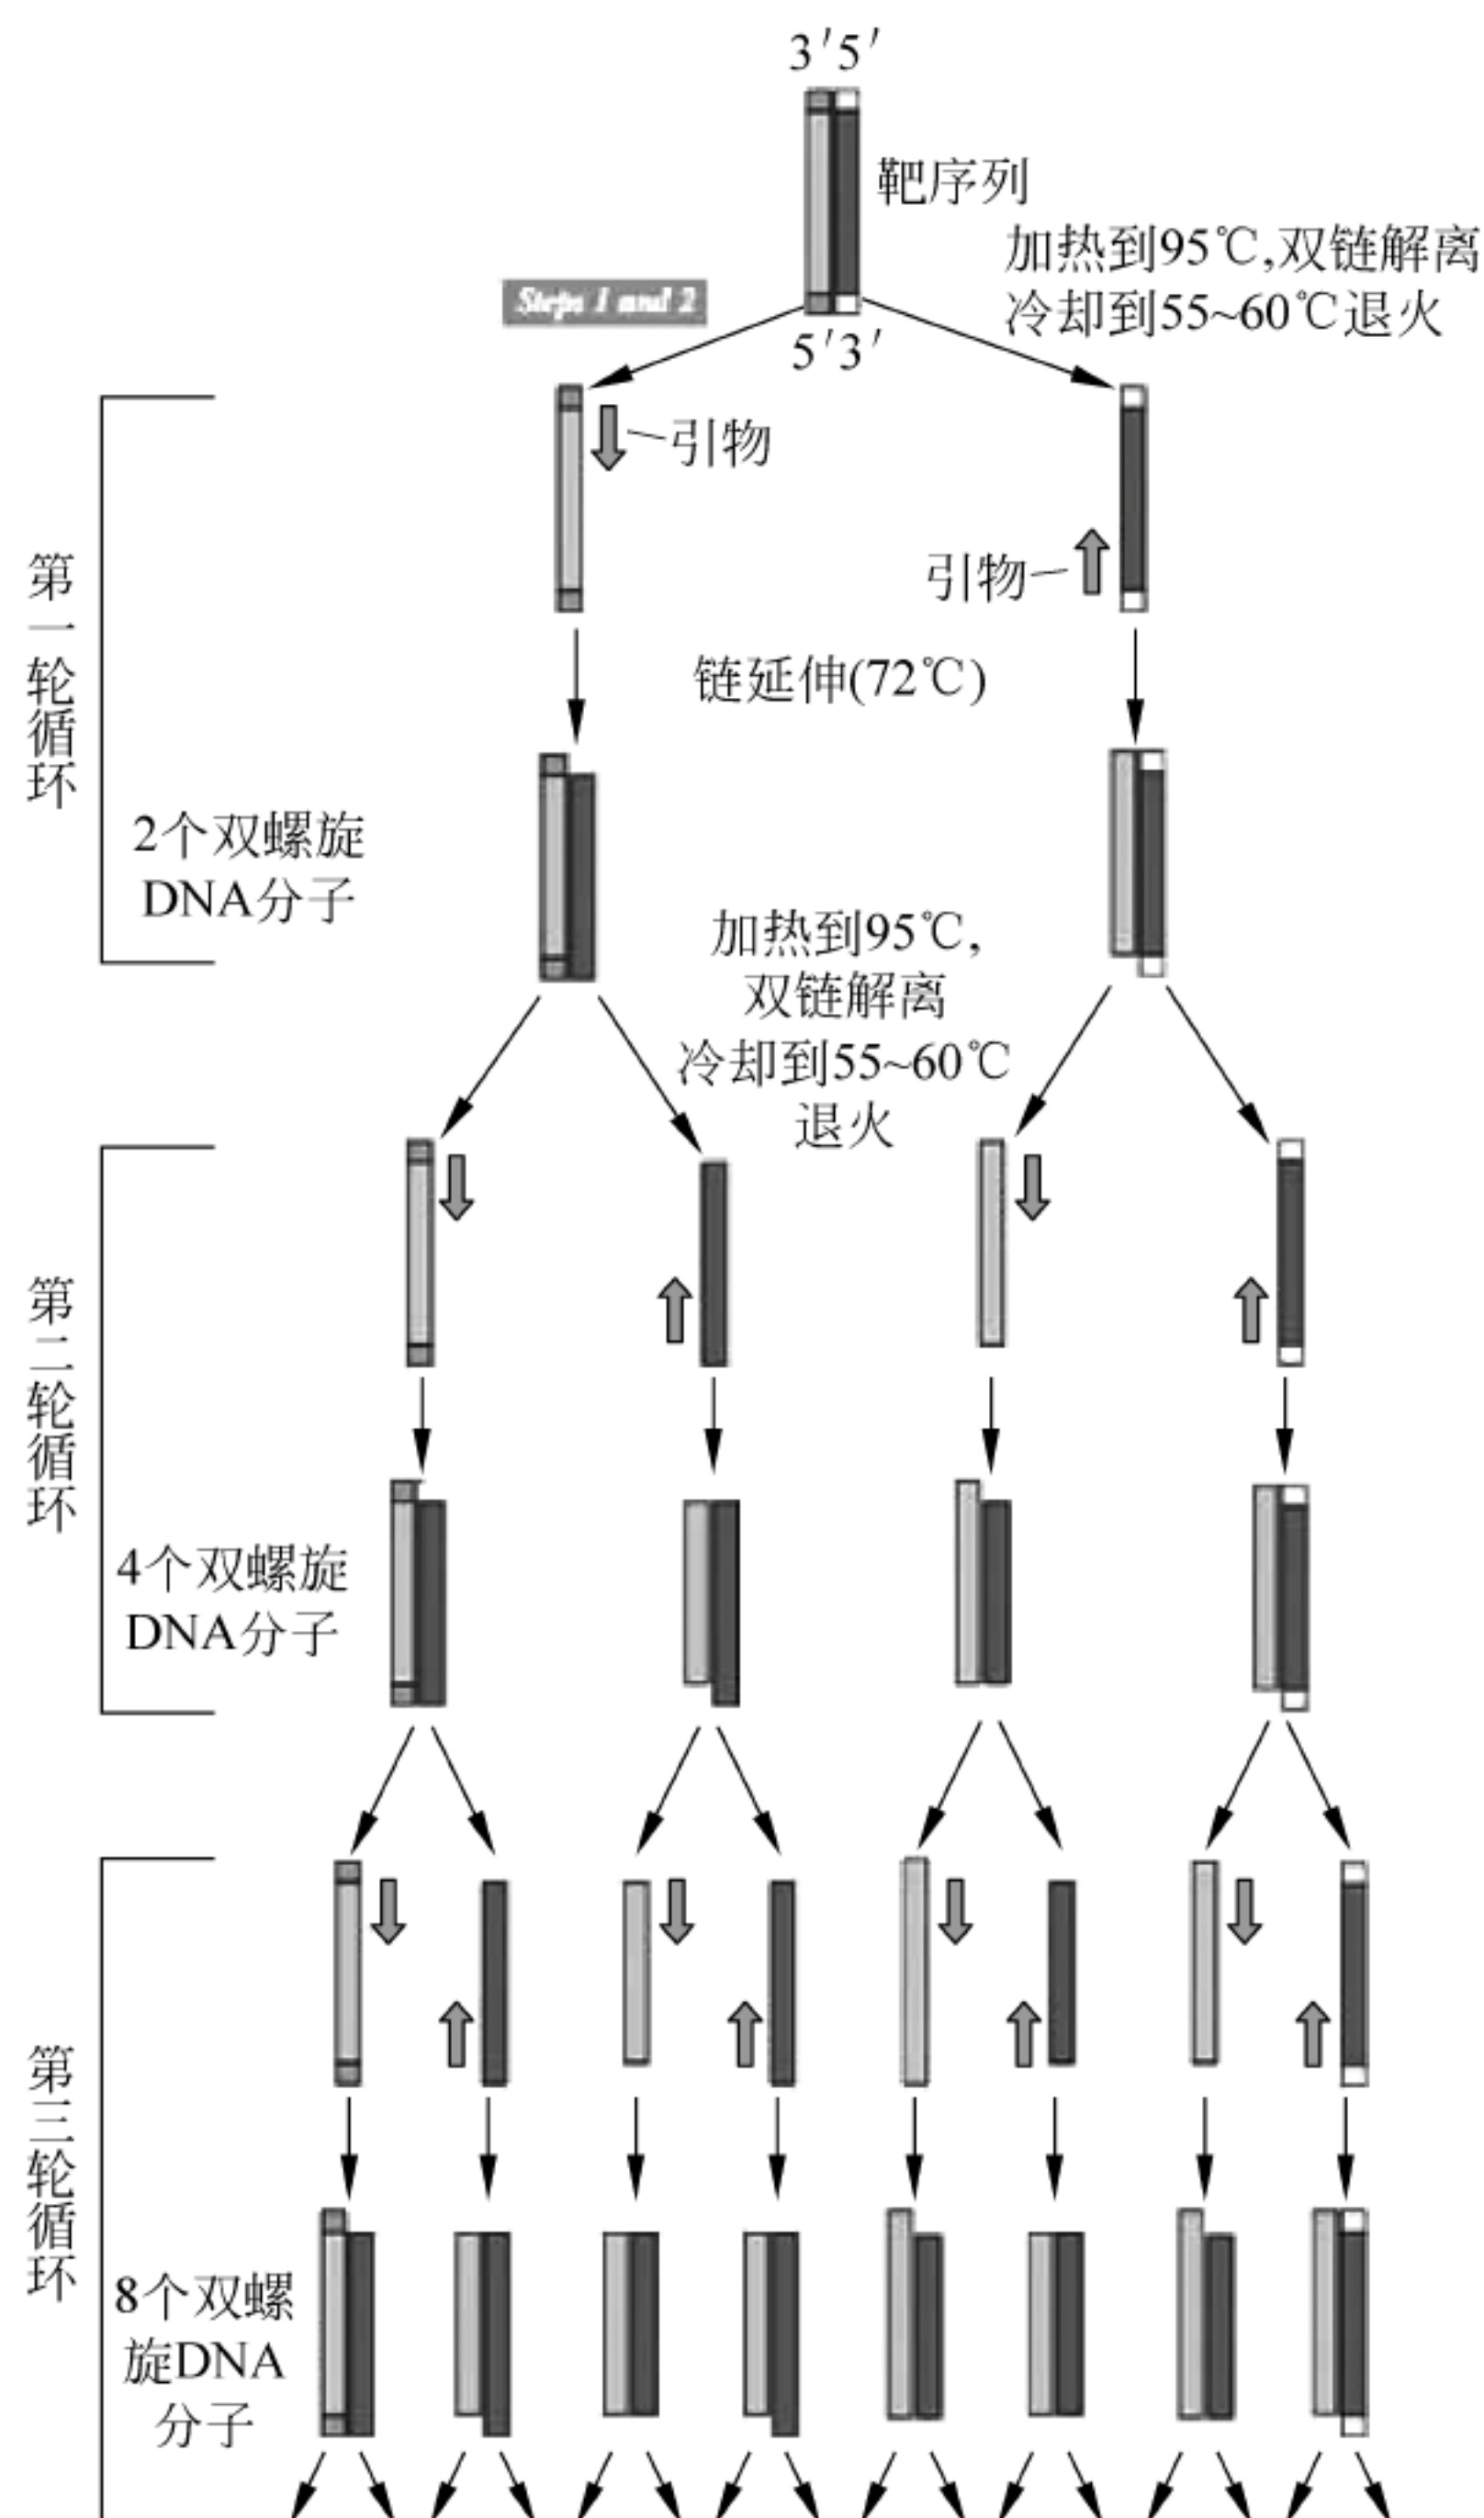 3′5′
靶序列
加热到95℃,双链解离
冷却到55~60℃退火
Steps 1 and 2
5′3′
引物
引物
第一轮循环
链延伸(72℃)
2个双螺旋
DNA分子
加热到95℃,
双链解离
冷却到55~60℃
退火
第二轮循环
4个双螺旋
DNA分子
第三轮循环
8个双螺
旋DNA
分子